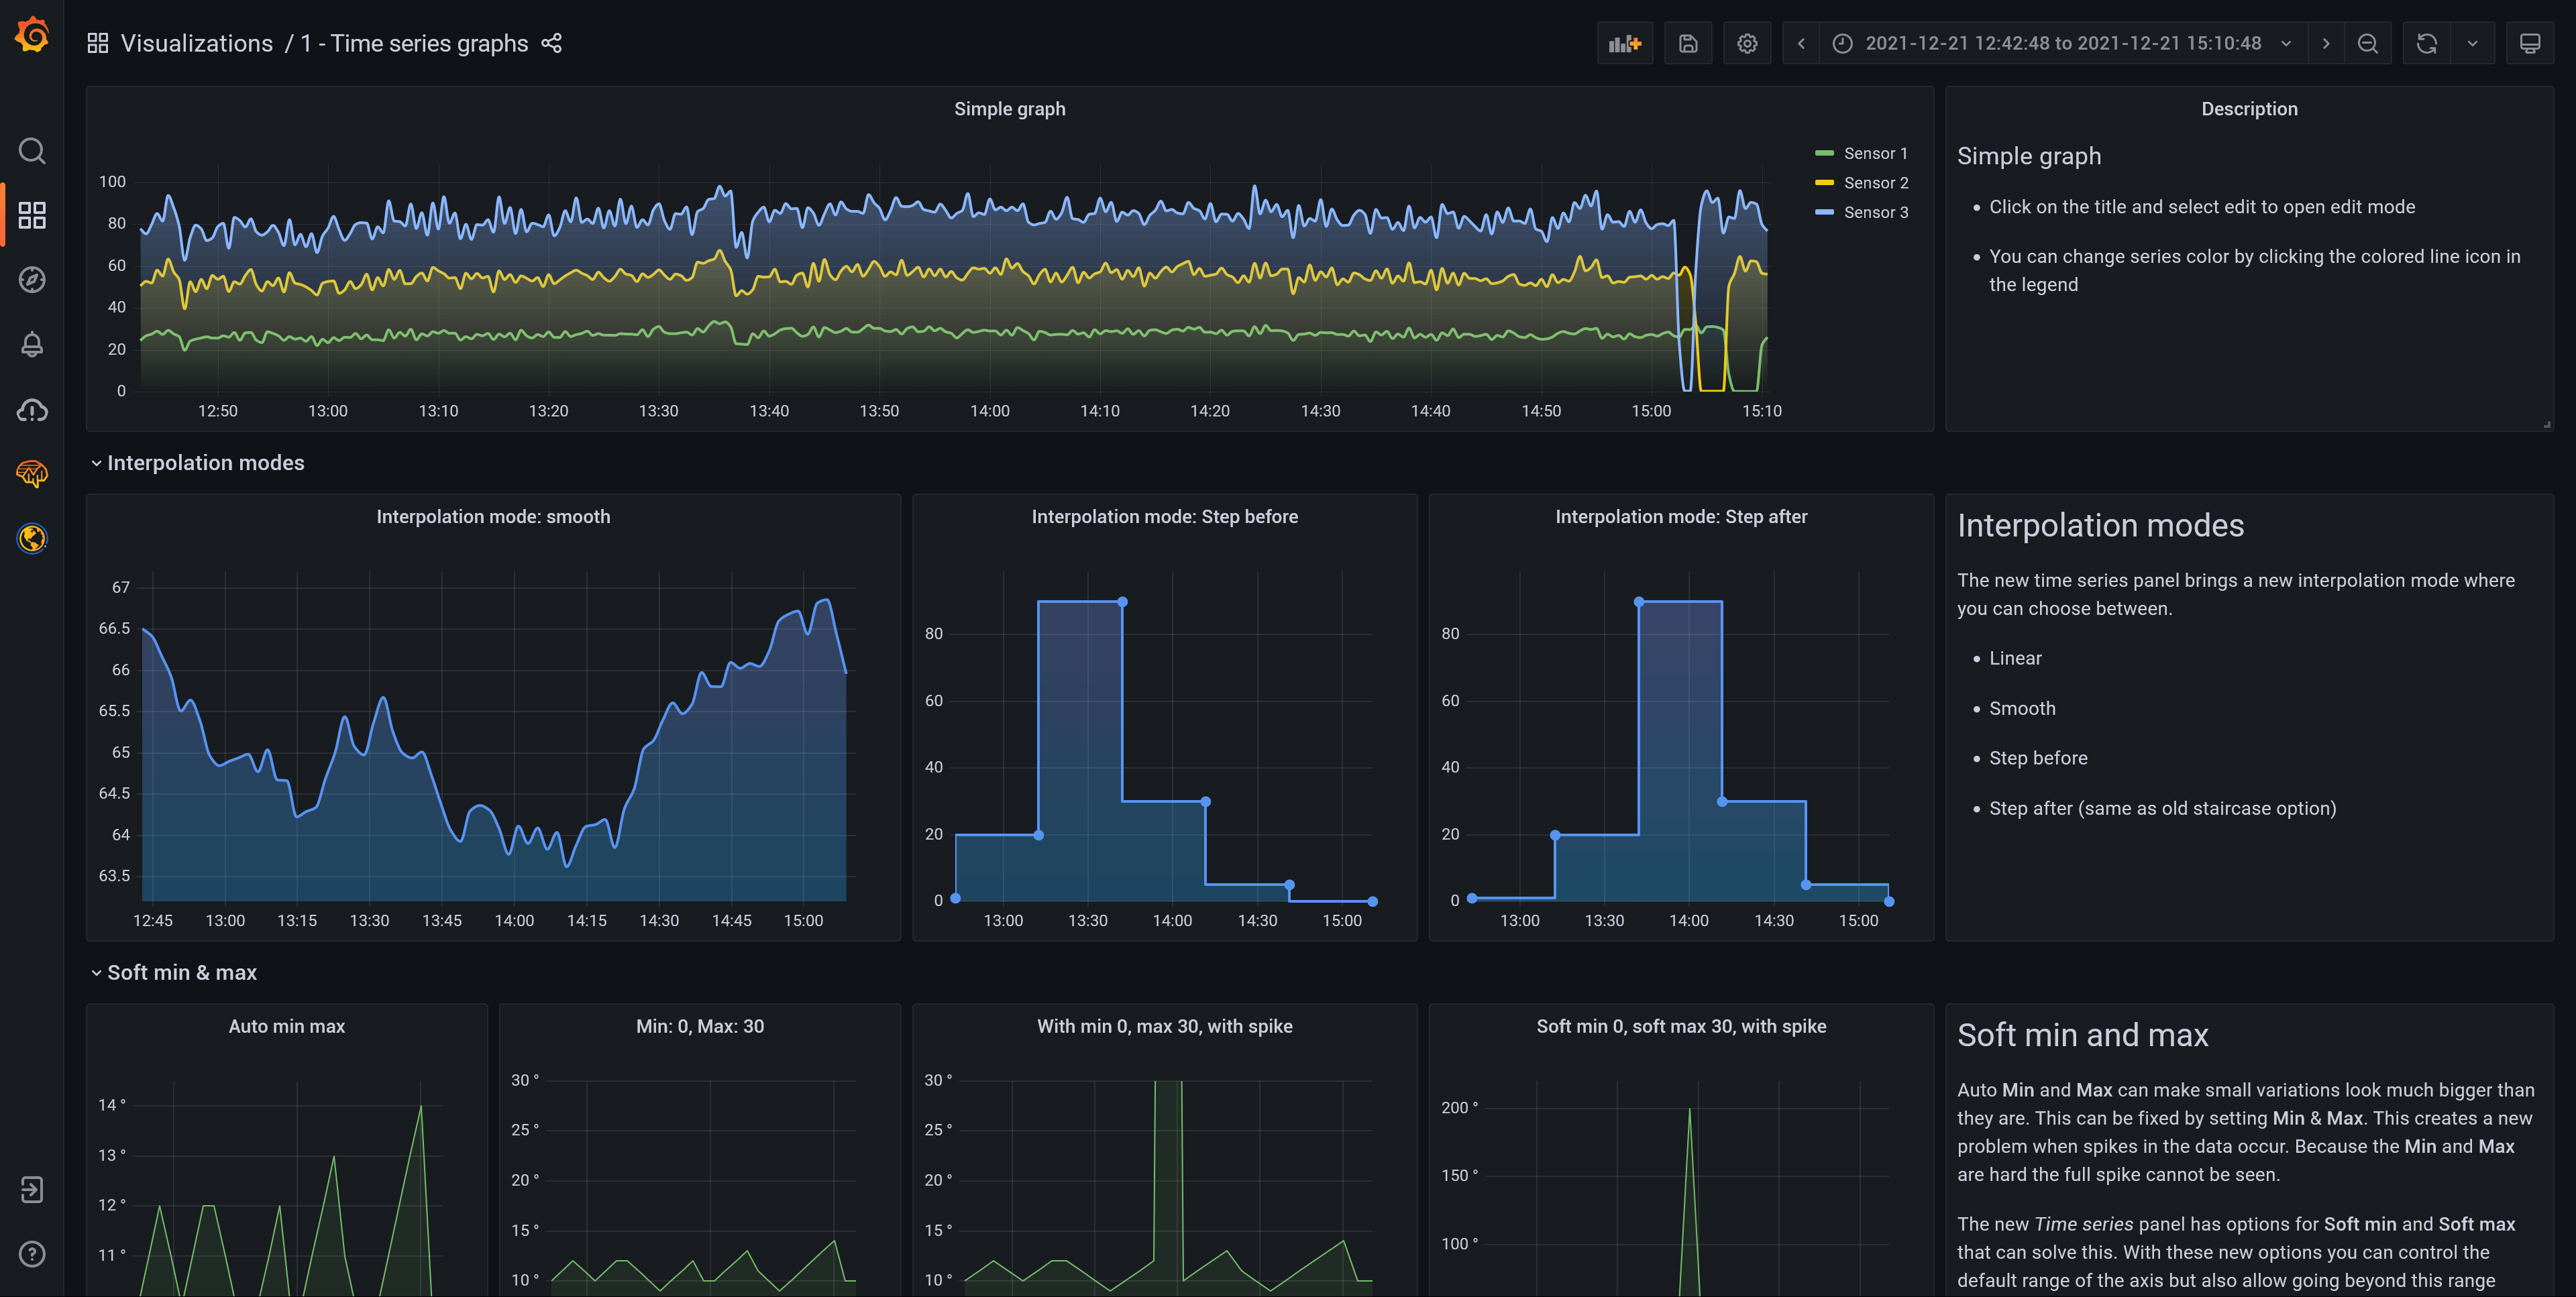 Visualizations / 1 - Time series graphs
2021-12-21 12:42:48 to 2021-12-21 15:10:48
Simple graph
Sensor 1
Sensor 2
Sensor 3
100
80
60
40
20
0
12:50 13:00 13:10 13:20 13:30 13:40 13:50 14:00 14:10 14:20 14:30 14:40 14:50 15:00 15:10
Description
Simple graph
• Click on the title and select edit to open edit mode
• You can change series color by clicking the colored line icon in
the legend
Interpolation modes
Interpolation mode: smooth
67
66.5
66
65.5
65
64.5
64
63.5
12:45 13:00 13:15 13:30 13:45 14:00 14:15 14:30 14:45 15:00
Interpolation mode: Step before
80
60
40
20
0
13:00 13:30 14:00 14:30 15:00
Interpolation mode: Step after
80
60
40
20
0
13:00 13:30 14:00 14:30 15:00
Interpolation modes
The new time series panel brings a new interpolation mode where
you can choose between.
• Linear
• Smooth
• Step before
• Step after (same as old staircase option)
Soft min & max
Auto min max
14 °
13 °
12 °
11 °
Min: 0, Max: 30
30 °
25 °
20 °
15 °
10 °
With min 0, max 30, with spike
30 °
25 °
20 °
15 °
10 °
Soft min 0, soft max 30, with spike
200 °
150 °
100 °
Soft min and max
Auto Min and Max can make small variations look much bigger than
they are. This can be fixed by setting Min & Max. This creates a new
problem when spikes in the data occur. Because the Min and Max
are hard the full spike cannot be seen.
The new Time series panel has options for Soft min and Soft max
that can solve this. With these new options you can control the
default range of the axis but also allow going beyond this range